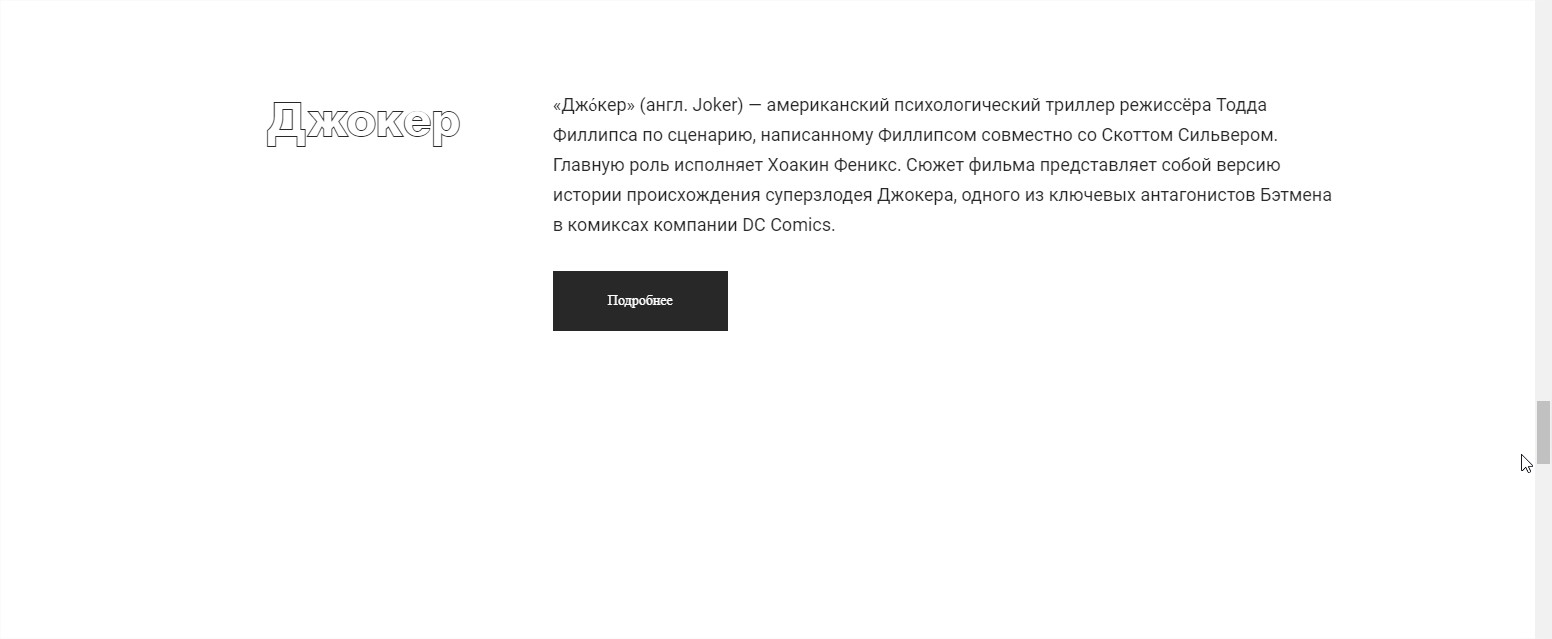 Джокер
«Джо́кер» (англ. Joker) — американский психологический триллер режиссёра Тодда
Филлипса по сценарию, написанному Филлипсом совместно со Скоттом Сильвером.
Главную роль исполняет Хоакин Феникс. Сюжет фильма представляет собой версию
истории происхождения суперзлодея Джокера, одного из ключевых антагонистов Бэтмена
в комиксах компании DC Comics.
Подробнее